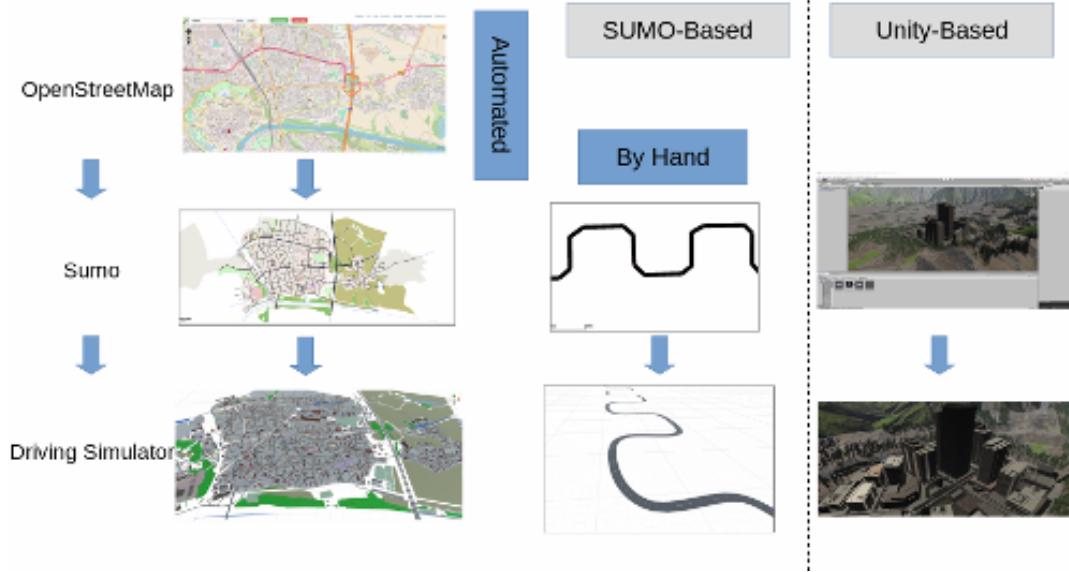 SUMO-Based
Unity-Based
Automated
OpenStreetMap
By Hand
Sumo
Driving Simulator